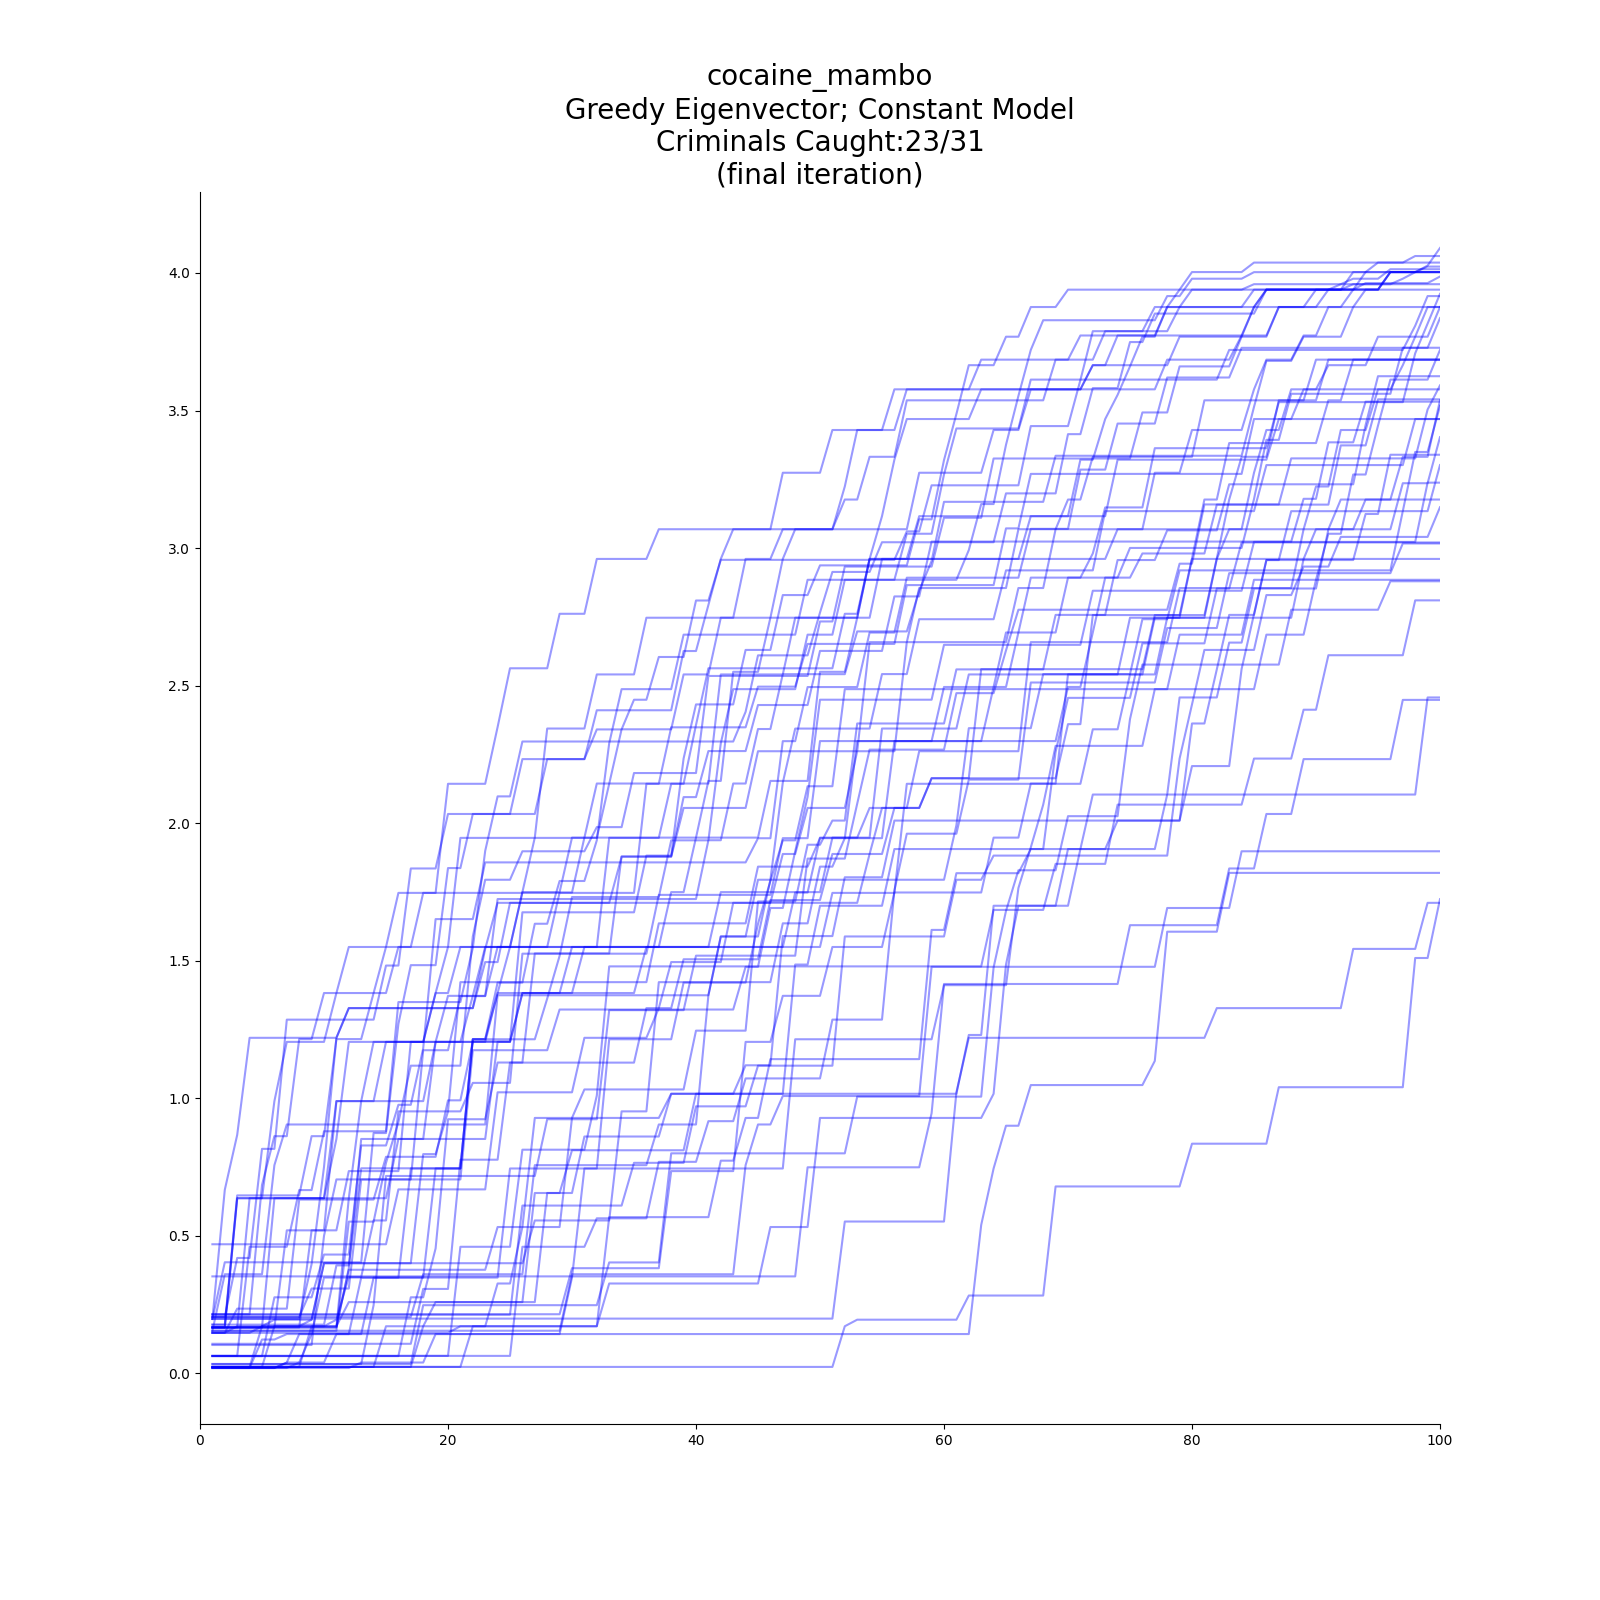 cocaine_mambo
Greedy Eigenvector; Constant Model
Criminals Caught:23/31
(final iteration)
4.0
3.5
3.0
2.5
2.0
1.5
1.0
0.5
0.0
0 20 40 60 80 100